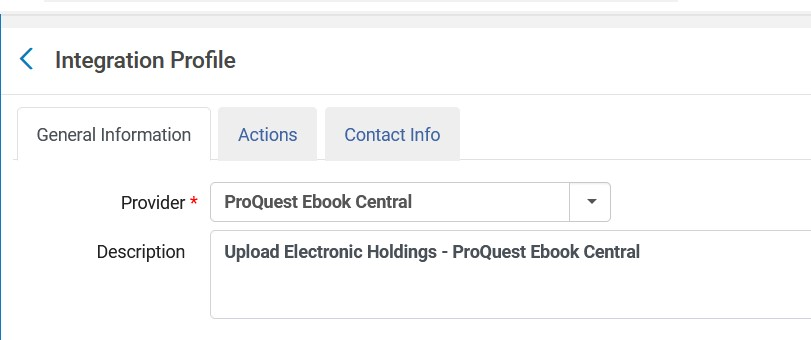 Integration Profile
General Information Actions Contact Info
Provider * ProQuest Ebook Central
Description Upload Electronic Holdings - ProQuest Ebook Central